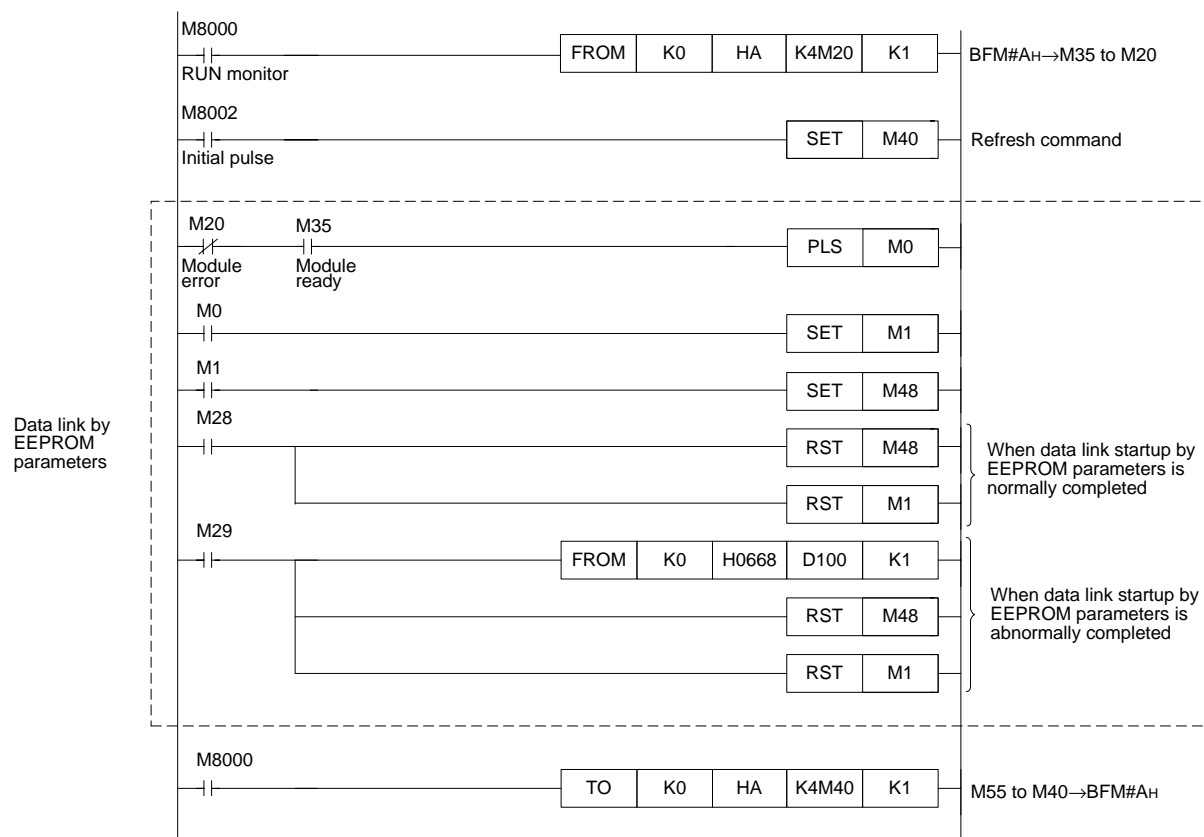 M8000
RUN monitor
FROM K0 HA K4M20 K1
BFM#AH→M35 to M20
M8002
Initial pulse
SET M40
Refresh command
M20
Module
error
M35
Module
ready
PLS M0
M0
SET M1
M1
SET M48
Data link by
EEPROM
parameters
M28
RST M48
RST M1
When data link startup by
EEPROM parameters is
normally completed
M29
FROM K0 H0668 D100 K1
RST M48
RST M1
When data link startup by
EEPROM parameters is
abnormally completed
M8000
TO K0 HA K4M40 K1
M55 to M40→BFM#AH